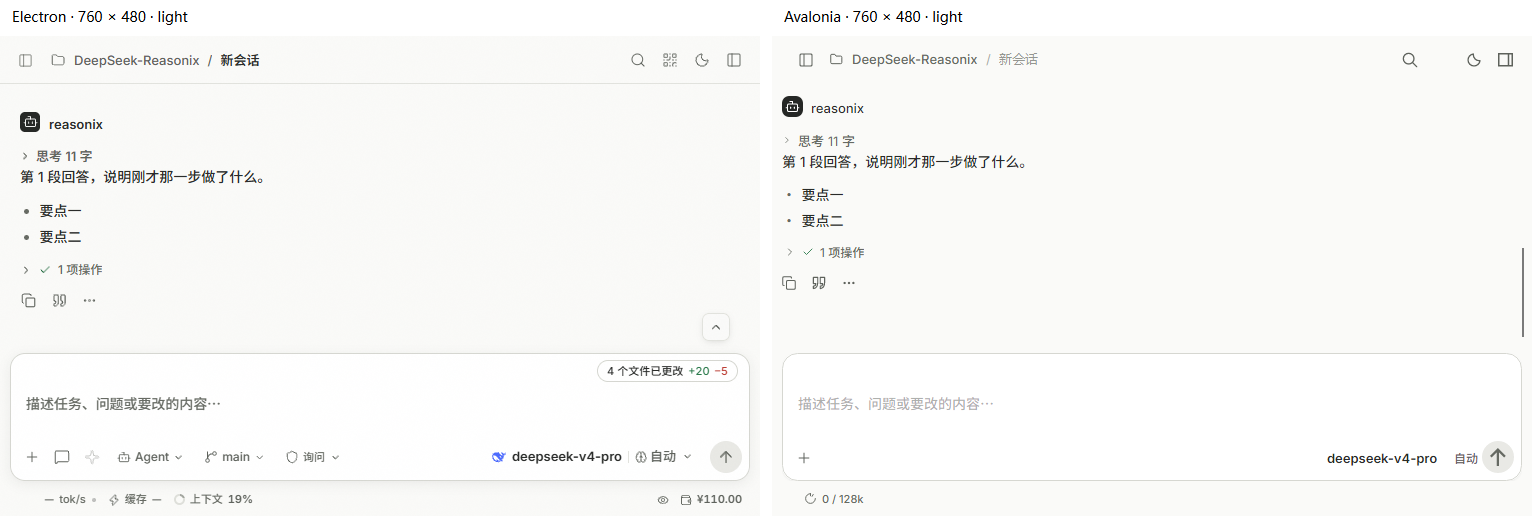 Electron · 760 × 480 · light
DeepSeek-Reasonix / 新会话
reasonix
思考 11 字
第 1 段回答，说明刚才那一步做了什么。
• 要点一
• 要点二
1 项操作
4 个文件已更改 +20 −5
描述任务、问题或要改的内容…
Agent main 询问 deepseek-v4-pro 自动
— tok/s 缓存 — 上下文 19% ¥110.00
Avalonia · 760 × 480 · light
DeepSeek-Reasonix / 新会话
reasonix
思考 11 字
第 1 段回答，说明刚才那一步做了什么。
• 要点一
• 要点二
1 项操作
描述任务、问题或要改的内容…
deepseek-v4-pro 自动
0 / 128k